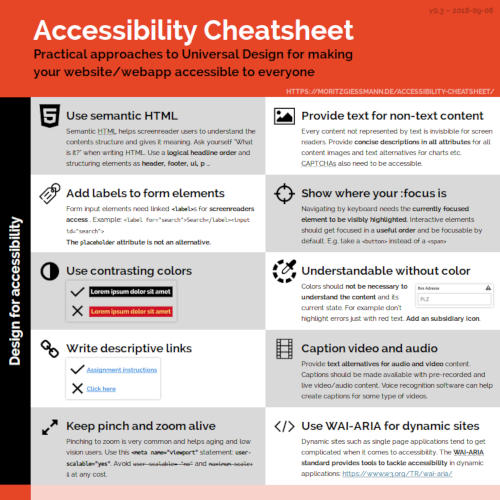 v0.3 – 2018-09-06
Accessibility Cheatsheet
Practical approaches to Universal Design for making
your website/webapp accessible to everyone
HTTPS://MORITZGIESSMANN.DE/ACCESSIBILITY-CHEATSHEET/
Design for accessibility
Use semantic HTML
Semantic HTML helps screenreader users to understand the
contents structure and gives it meaning. Ask yourself "What
is it?" when writing HTML. Use a logical headline order and
structuring elements as header, footer, ul, p ...
Provide text for non-text content
Every content not represented by text is invisible for screen
readers. Provide concise descriptions in alt attributes for all
content images and text alternatives for charts etc.
CAPTCHAs also need to be accessible.
Add labels to form elements
Form input elements need linked <label>s for screenreaders
access . Example: <label for="search">Search</label><input
id="search">
The placeholder attribute is not an alternative.
Show where your :focus is
Navigating by keyboard needs the currently focused
element to be visibly highlighted. Interactive elements
should get focused in a useful order and be focusable by
default. E.g. take a <button> instead of a <span>
Use contrasting colors
Lorem ipsum dolor sit amet
Lorem ipsum dolor sit amet
Understandable without color
Colors should not be necessary to
understand the content and its
current state. For example don't
highlight errors just with red text. Add an subsidiary icon.
Ihre Adresse
PLZ
Write descriptive links
Assignment instructions
Click here
Caption video and audio
Provide text alternatives for audio and video content.
Captions should be made available with pre-recorded and
live video/audio content. Voice recognition software can help
create captions for some type of videos.
Keep pinch and zoom alive
Pinching to zoom is very common and helps aging and low
vision users. Use this <meta name="viewport" statement: user-
scalable="yes". Avoid user-scalable= "no" and maximum-scale=
1 at any cost.
Use WAI-ARIA for dynamic sites
Dynamic sites such as single page applications tend to get
complicated when it comes to accessibility. The WAI-ARIA
standard provides tools to tackle accessibility in dynamic
applications: https://www.w3.org/TR/wai-aria/